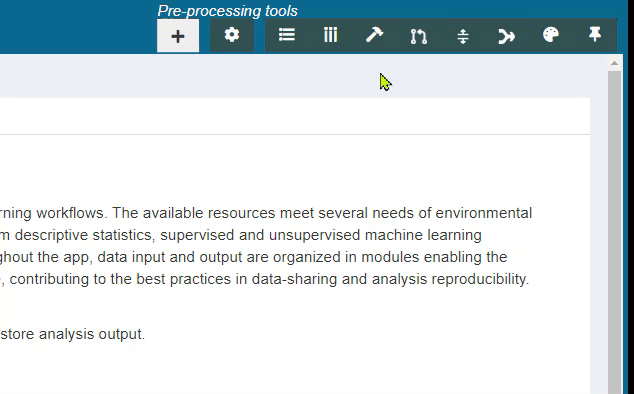 Pre-processing tools
rning workflows. The available resources meet several needs of environmental
m descriptive statistics, supervised and unsupervised machine learning
ghout the app, data input and output are organized in modules enabling the
, contributing to the best practices in data-sharing and analysis reproducibility.
store analysis output.